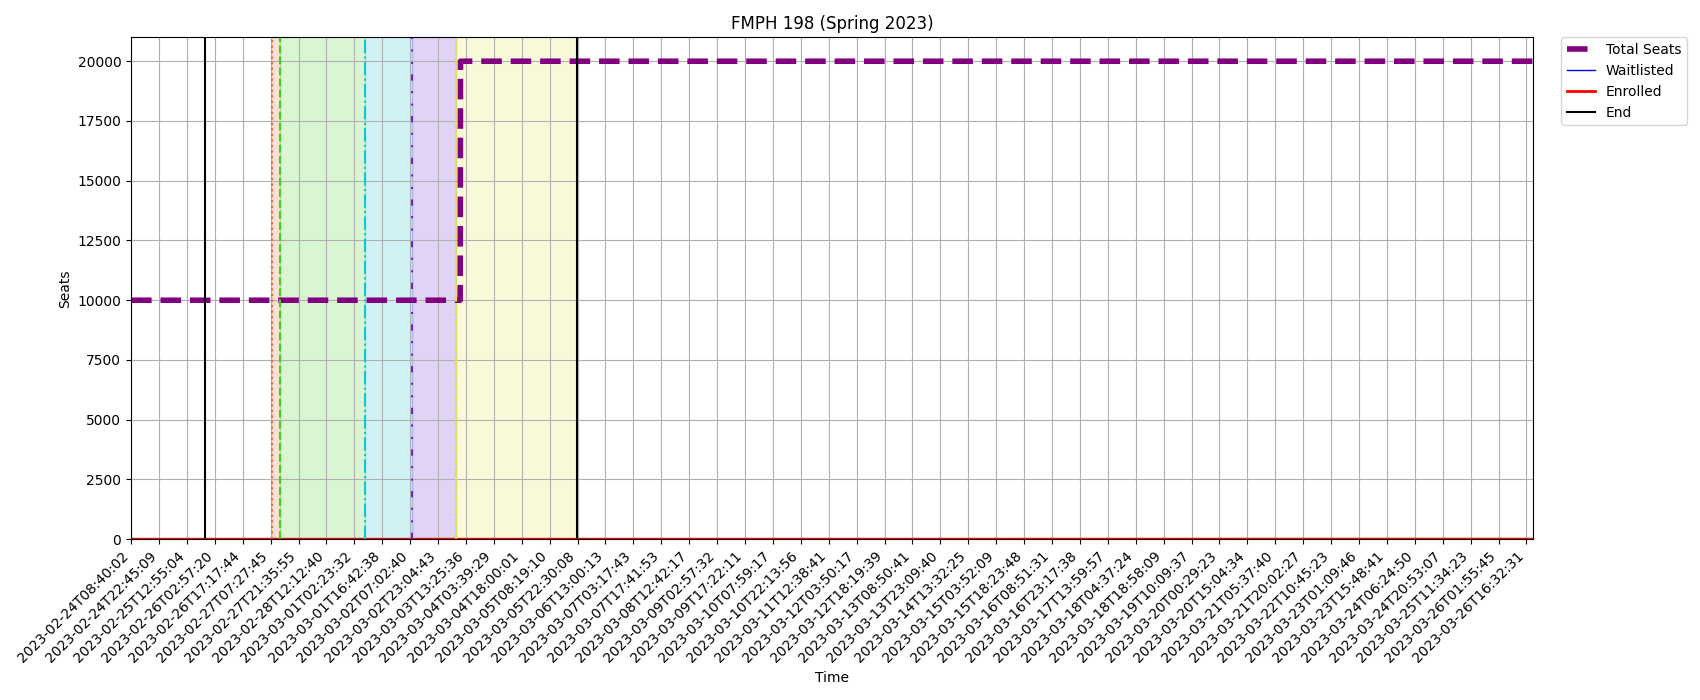 FMPH 198 (Spring 2023)
Total Seats
Waitlisted
Enrolled
End
20000
17500
15000
12500
10000
7500
5000
2500
0
Seats
2023-02-24T08:40:02
2023-02-24T22:45:09
2023-02-25T12:55:04
2023-02-26T02:57:20
2023-02-26T17:17:44
2023-02-27T07:27:45
2023-02-27T21:35:55
2023-02-28T12:12:40
2023-03-01T02:23:32
2023-03-01T16:42:38
2023-03-02T07:02:40
2023-03-02T23:04:43
2023-03-03T13:25:36
2023-03-04T03:39:29
2023-03-04T18:00:01
2023-03-05T08:19:10
2023-03-05T22:30:08
2023-03-06T13:00:13
2023-03-07T03:17:43
2023-03-07T17:41:53
2023-03-08T12:42:17
2023-03-09T02:57:32
2023-03-09T17:22:11
2023-03-10T07:59:17
2023-03-10T22:13:56
2023-03-11T12:38:41
2023-03-12T03:50:17
2023-03-12T18:19:39
2023-03-13T08:50:41
2023-03-13T23:09:40
2023-03-14T13:32:25
2023-03-15T03:52:09
2023-03-15T18:23:48
2023-03-16T08:51:31
2023-03-16T23:17:38
2023-03-17T13:59:57
2023-03-18T04:37:24
2023-03-18T18:58:09
2023-03-19T10:09:37
2023-03-20T00:29:23
2023-03-20T15:04:34
2023-03-21T05:37:40
2023-03-21T20:02:27
2023-03-22T10:45:23
2023-03-23T01:09:46
2023-03-23T15:48:41
2023-03-24T06:24:50
2023-03-24T20:53:07
2023-03-25T11:34:23
2023-03-26T01:55:45
2023-03-26T16:32:31
Time